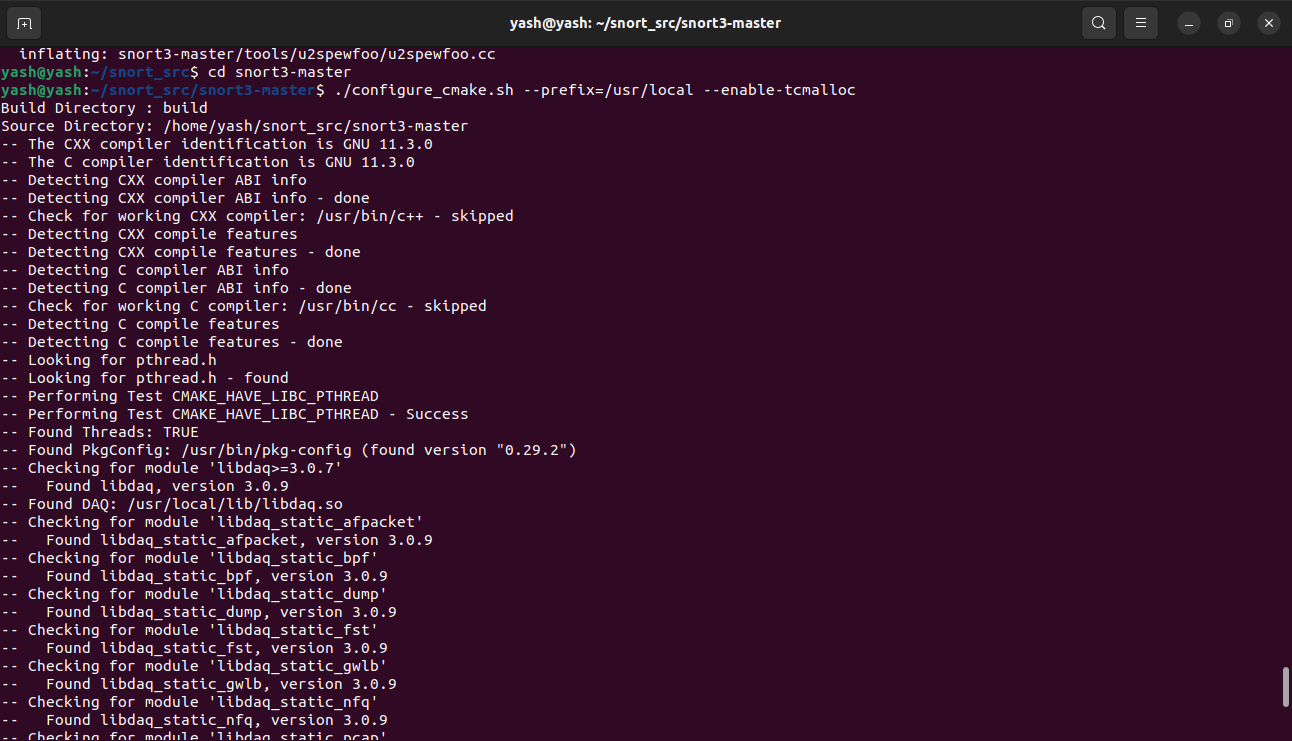 yash@yash: ~/snort_src/snort3-master
  inflating: snort3-master/tools/u2spewfoo/u2spewfoo.cc
yash@yash:~/snort_src$ cd snort3-master
yash@yash:~/snort_src/snort3-master$ ./configure_cmake.sh --prefix=/usr/local --enable-tcmalloc
Build Directory : build
Source Directory: /home/yash/snort_src/snort3-master
-- The CXX compiler identification is GNU 11.3.0
-- The C compiler identification is GNU 11.3.0
-- Detecting CXX compiler ABI info
-- Detecting CXX compiler ABI info - done
-- Check for working CXX compiler: /usr/bin/c++ - skipped
-- Detecting CXX compile features
-- Detecting CXX compile features - done
-- Detecting C compiler ABI info
-- Detecting C compiler ABI info - done
-- Check for working C compiler: /usr/bin/cc - skipped
-- Detecting C compile features
-- Detecting C compile features - done
-- Looking for pthread.h
-- Looking for pthread.h - found
-- Performing Test CMAKE_HAVE_LIBC_PTHREAD
-- Performing Test CMAKE_HAVE_LIBC_PTHREAD - Success
-- Found Threads: TRUE
-- Found PkgConfig: /usr/bin/pkg-config (found version "0.29.2")
-- Checking for module 'libdaq>=3.0.7'
--   Found libdaq, version 3.0.9
-- Found DAQ: /usr/local/lib/libdaq.so
-- Checking for module 'libdaq_static_afpacket'
--   Found libdaq_static_afpacket, version 3.0.9
-- Checking for module 'libdaq_static_bpf'
--   Found libdaq_static_bpf, version 3.0.9
-- Checking for module 'libdaq_static_dump'
--   Found libdaq_static_dump, version 3.0.9
-- Checking for module 'libdaq_static_fst'
--   Found libdaq_static_fst, version 3.0.9
-- Checking for module 'libdaq_static_gwlb'
--   Found libdaq_static_gwlb, version 3.0.9
-- Checking for module 'libdaq_static_nfq'
--   Found libdaq_static_nfq, version 3.0.9
-- Checking for module 'libdaq_static_pcap'